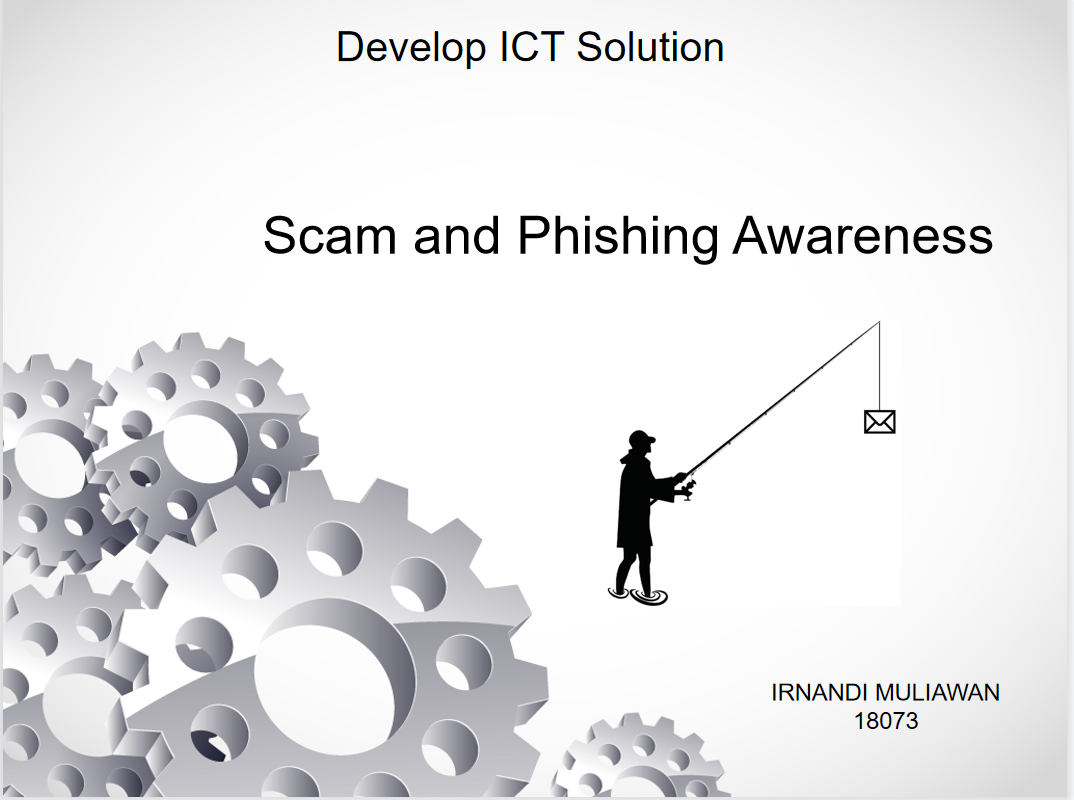 Develop ICT Solution
Scam and Phishing Awareness
IRNANDI MULIAWAN
18073